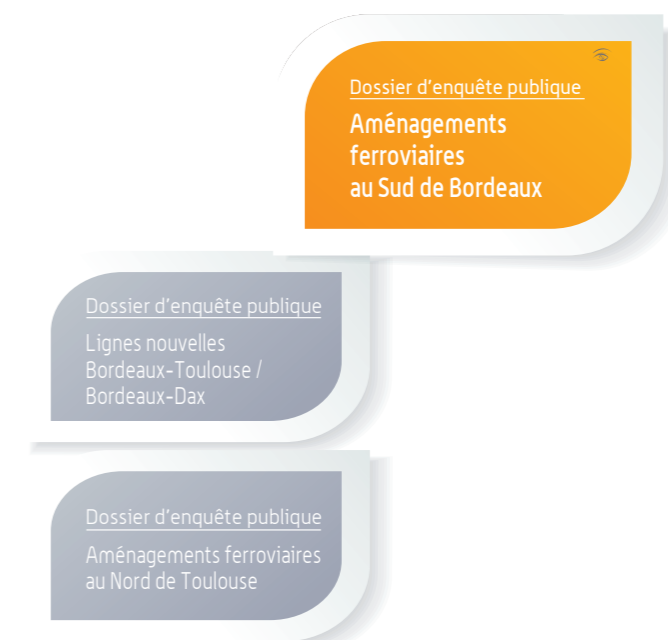 Dossier d'enquête publique
Aménagements
ferroviaires
au Sud de Bordeaux
Dossier d'enquête publique
Lignes nouvelles
Bordeaux-Toulouse /
Bordeaux-Dax
Dossier d'enquête publique
Aménagements ferroviaires
au Nord de Toulouse